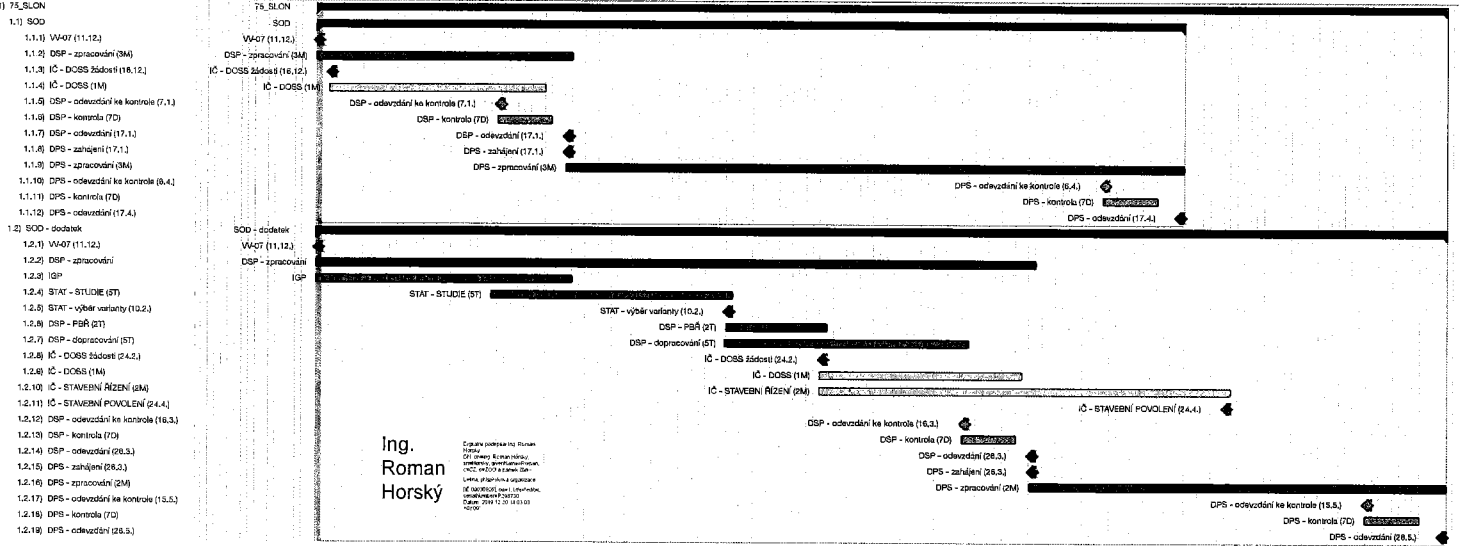 1) 75_SLON
1.1) SOD
1.1.1) VV-07 (11.12.)
1.1.2) DSP - zpracování (3M)
1.1.3) IČ - DOSS žádosti (16.12.)
1.1.4) IČ - DOSS (1M)
1.1.5) DSP - odevzdání ke kontrole (7.1.)
1.1.6) DSP - kontrola (7D)
1.1.7) DSP - odevzdání (17.1.)
1.1.8) DPS - zahájení (17.1.)
1.1.9) DPS - zpracování (3M)
1.1.10) DPS - odevzdání ke kontrole (6.4.)
1.1.11) DPS - kontrola (7D)
1.1.12) DPS - odevzdání (17.4.)
1.2) SOD - dodatek
1.2.1) VV-07 (11.12.)
1.2.2) DSP - zpracování
1.2.3) IGP
1.2.4) STAT - STUDIE (5T)
1.2.5) STAT - výběr varianty (10.2.)
1.2.6) DSP - PBŘ (2T)
1.2.7) DSP - dopracování (5T)
1.2.8) IČ - DOSS žádosti (24.2.)
1.2.9) IČ - DOSS (1M)
1.2.10) IČ - STAVEBNÍ ŘÍZENÍ (2M)
1.2.11) IČ - STAVEBNÍ POVOLENÍ (24.4.)
1.2.12) DSP - odevzdání ke kontrole (16.3.)
1.2.13) DSP - kontrola (7D)
1.2.14) DSP - odevzdání (26.3.)
1.2.15) DPS - zahájení (26.3.)
1.2.16) DPS - zpracování (2M)
1.2.17) DPS - odevzdání ke kontrole (15.5.)
1.2.18) DPS - kontrola (7D)
1.2.19) DPS - odevzdání (26.5.)
75_SLON
SOD
VV-07 (11.12.)
DSP - zpracování (3M)
IČ - DOSS žádosti (16.12.)
IČ - DOSS (1M)
DSP - odevzdání ke kontrole (7.1.)
DSP - kontrola (7D)
DSP - odevzdání (17.1.)
DPS - zahájení (17.1.)
DPS - zpracování (3M)
DPS - odevzdání ke kontrole (6.4.)
DPS - kontrola (7D)
DPS - odevzdání (17.4.)
SOD - dodatek
VV-07 (11.12.)
DSP - zpracování
IGP
STAT - STUDIE (5T)
STAT - výběr varianty (10.2.)
DSP - PBŘ (2T)
DSP - dopracování (5T)
IČ - DOSS žádosti (24.2.)
IČ - DOSS (1M)
IČ - STAVEBNÍ ŘÍZENÍ (2M)
IČ - STAVEBNÍ POVOLENÍ (24.4.)
DSP - odevzdání ke kontrole (16.3.)
DSP - kontrola (7D)
DSP - odevzdání (26.3.)
DPS - zahájení (26.3.)
DPS - zpracování (2M)
DPS - odevzdání ke kontrole (15.5.)
DPS - kontrola (7D)
DPS - odevzdání (26.5.)
Ing.
Roman
Horský
Ing. Roman
Horský